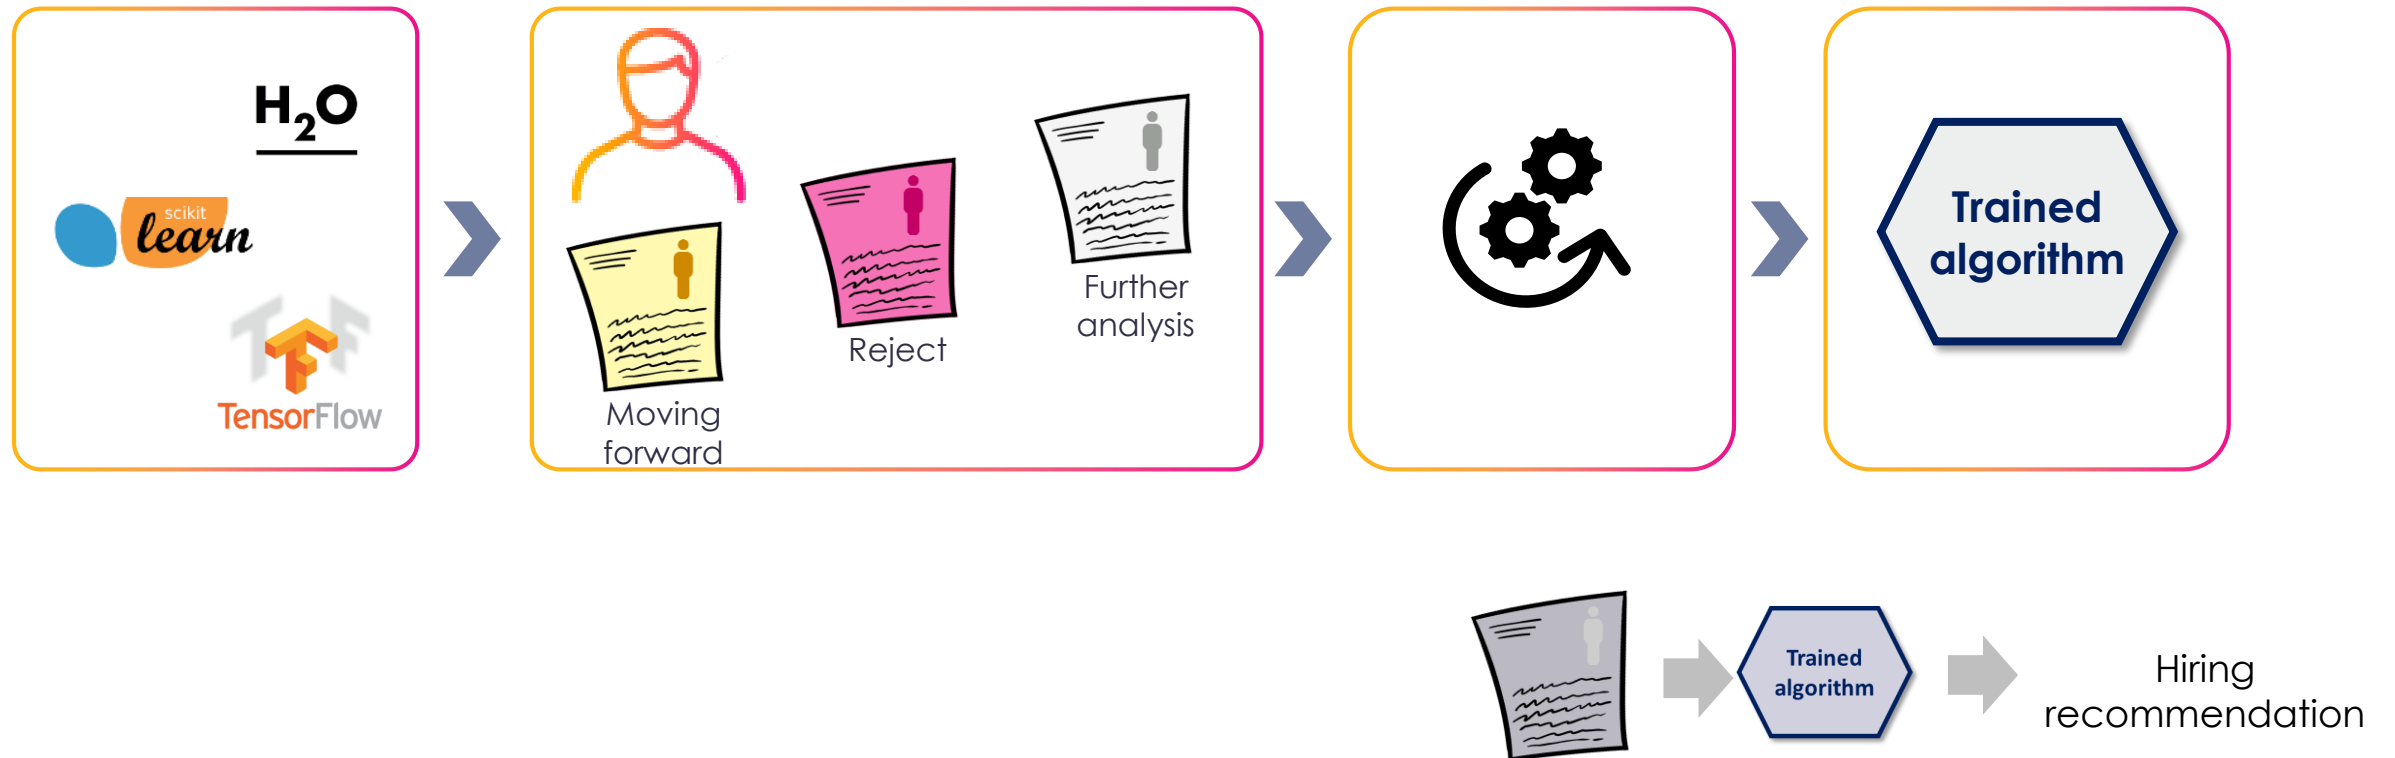 H2O
scikit
learn
TensorFlow
Moving
forward
Reject
Further
analysis
Trained
algorithm
Trained
algorithm
Hiring
recommendation